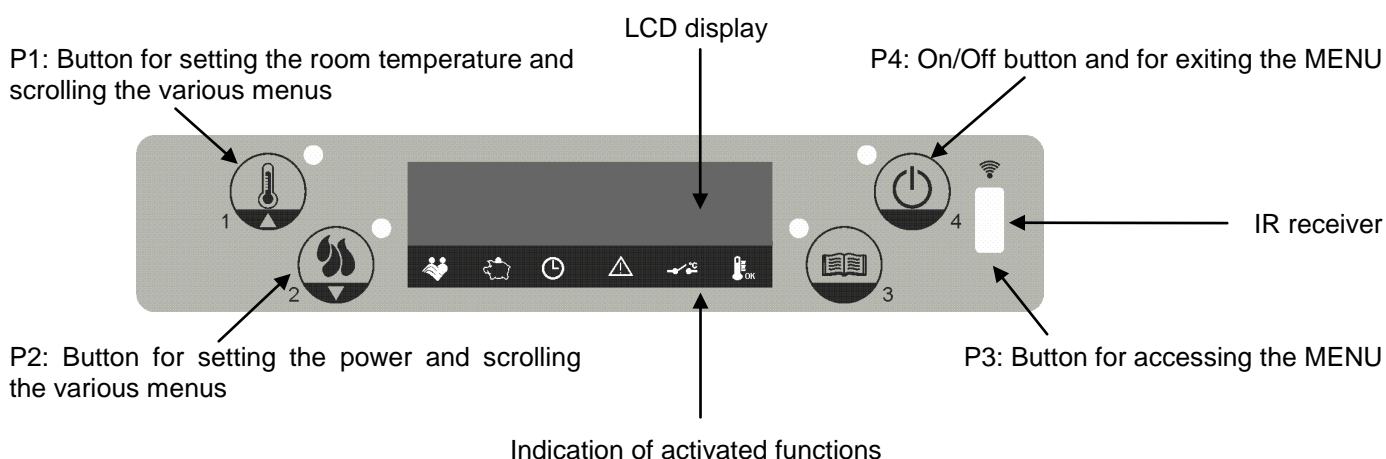 LCD display
P1: Button for setting the room temperature and
scrolling the various menus
P4: On/Off button and for exiting the MENU
1
4
IR receiver
°C
OK
2
3
P2: Button for setting the power and scrolling
the various menus
P3: Button for accessing the MENU
Indication of activated functions